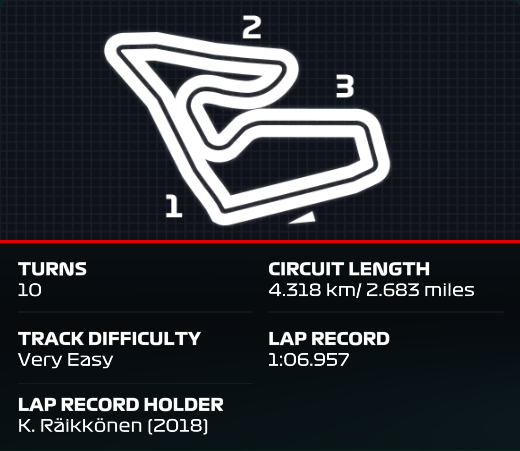 2
3
1
TURNS
10
CIRCUIT LENGTH
4.318 km/ 2.683 miles
TRACK DIFFICULTY
Very Easy
LAP RECORD
1:06.957
LAP RECORD HOLDER
K. Räikkönen (2018)